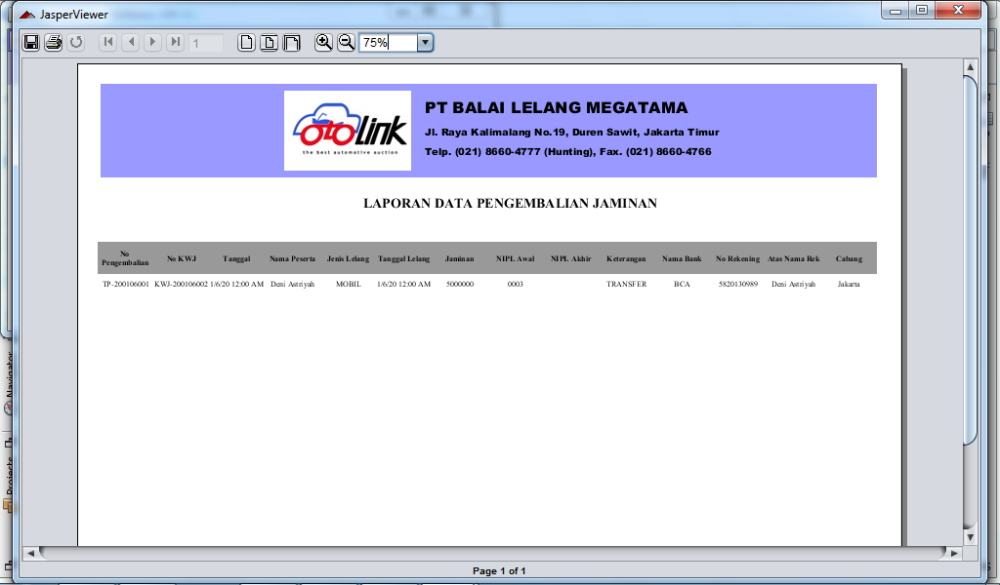 JasperViewer
1
75%
otolink
the best automotive auction
PT BALAI LELANG MEGATAMA
Jl. Raya Kalimalang No.19, Duren Sawit, Jakarta Timur
Telp. (021) 8660-4777 (Hunting), Fax. (021) 8660-4766
LAPORAN DATA PENGEMBALIAN JAMINAN
No Pengembalian No KWJ Tanggal Nama Peserta Jenis Lelang Tanggal Lelang Jaminan NIPL Awal NIPL Akhir Keterangan Nama Bank No Rekening Atas Nama Rek Cabang
TP-200106001 KWJ-200106002 1/6/20 12:00 AM Deni Astriyah MOBIL 1/6/20 12:00 AM 5000000 0003 TRANSFER BCA 5820130989 Deni Astriyah Jakarta
Navigator
Projects
Page 1 of 1